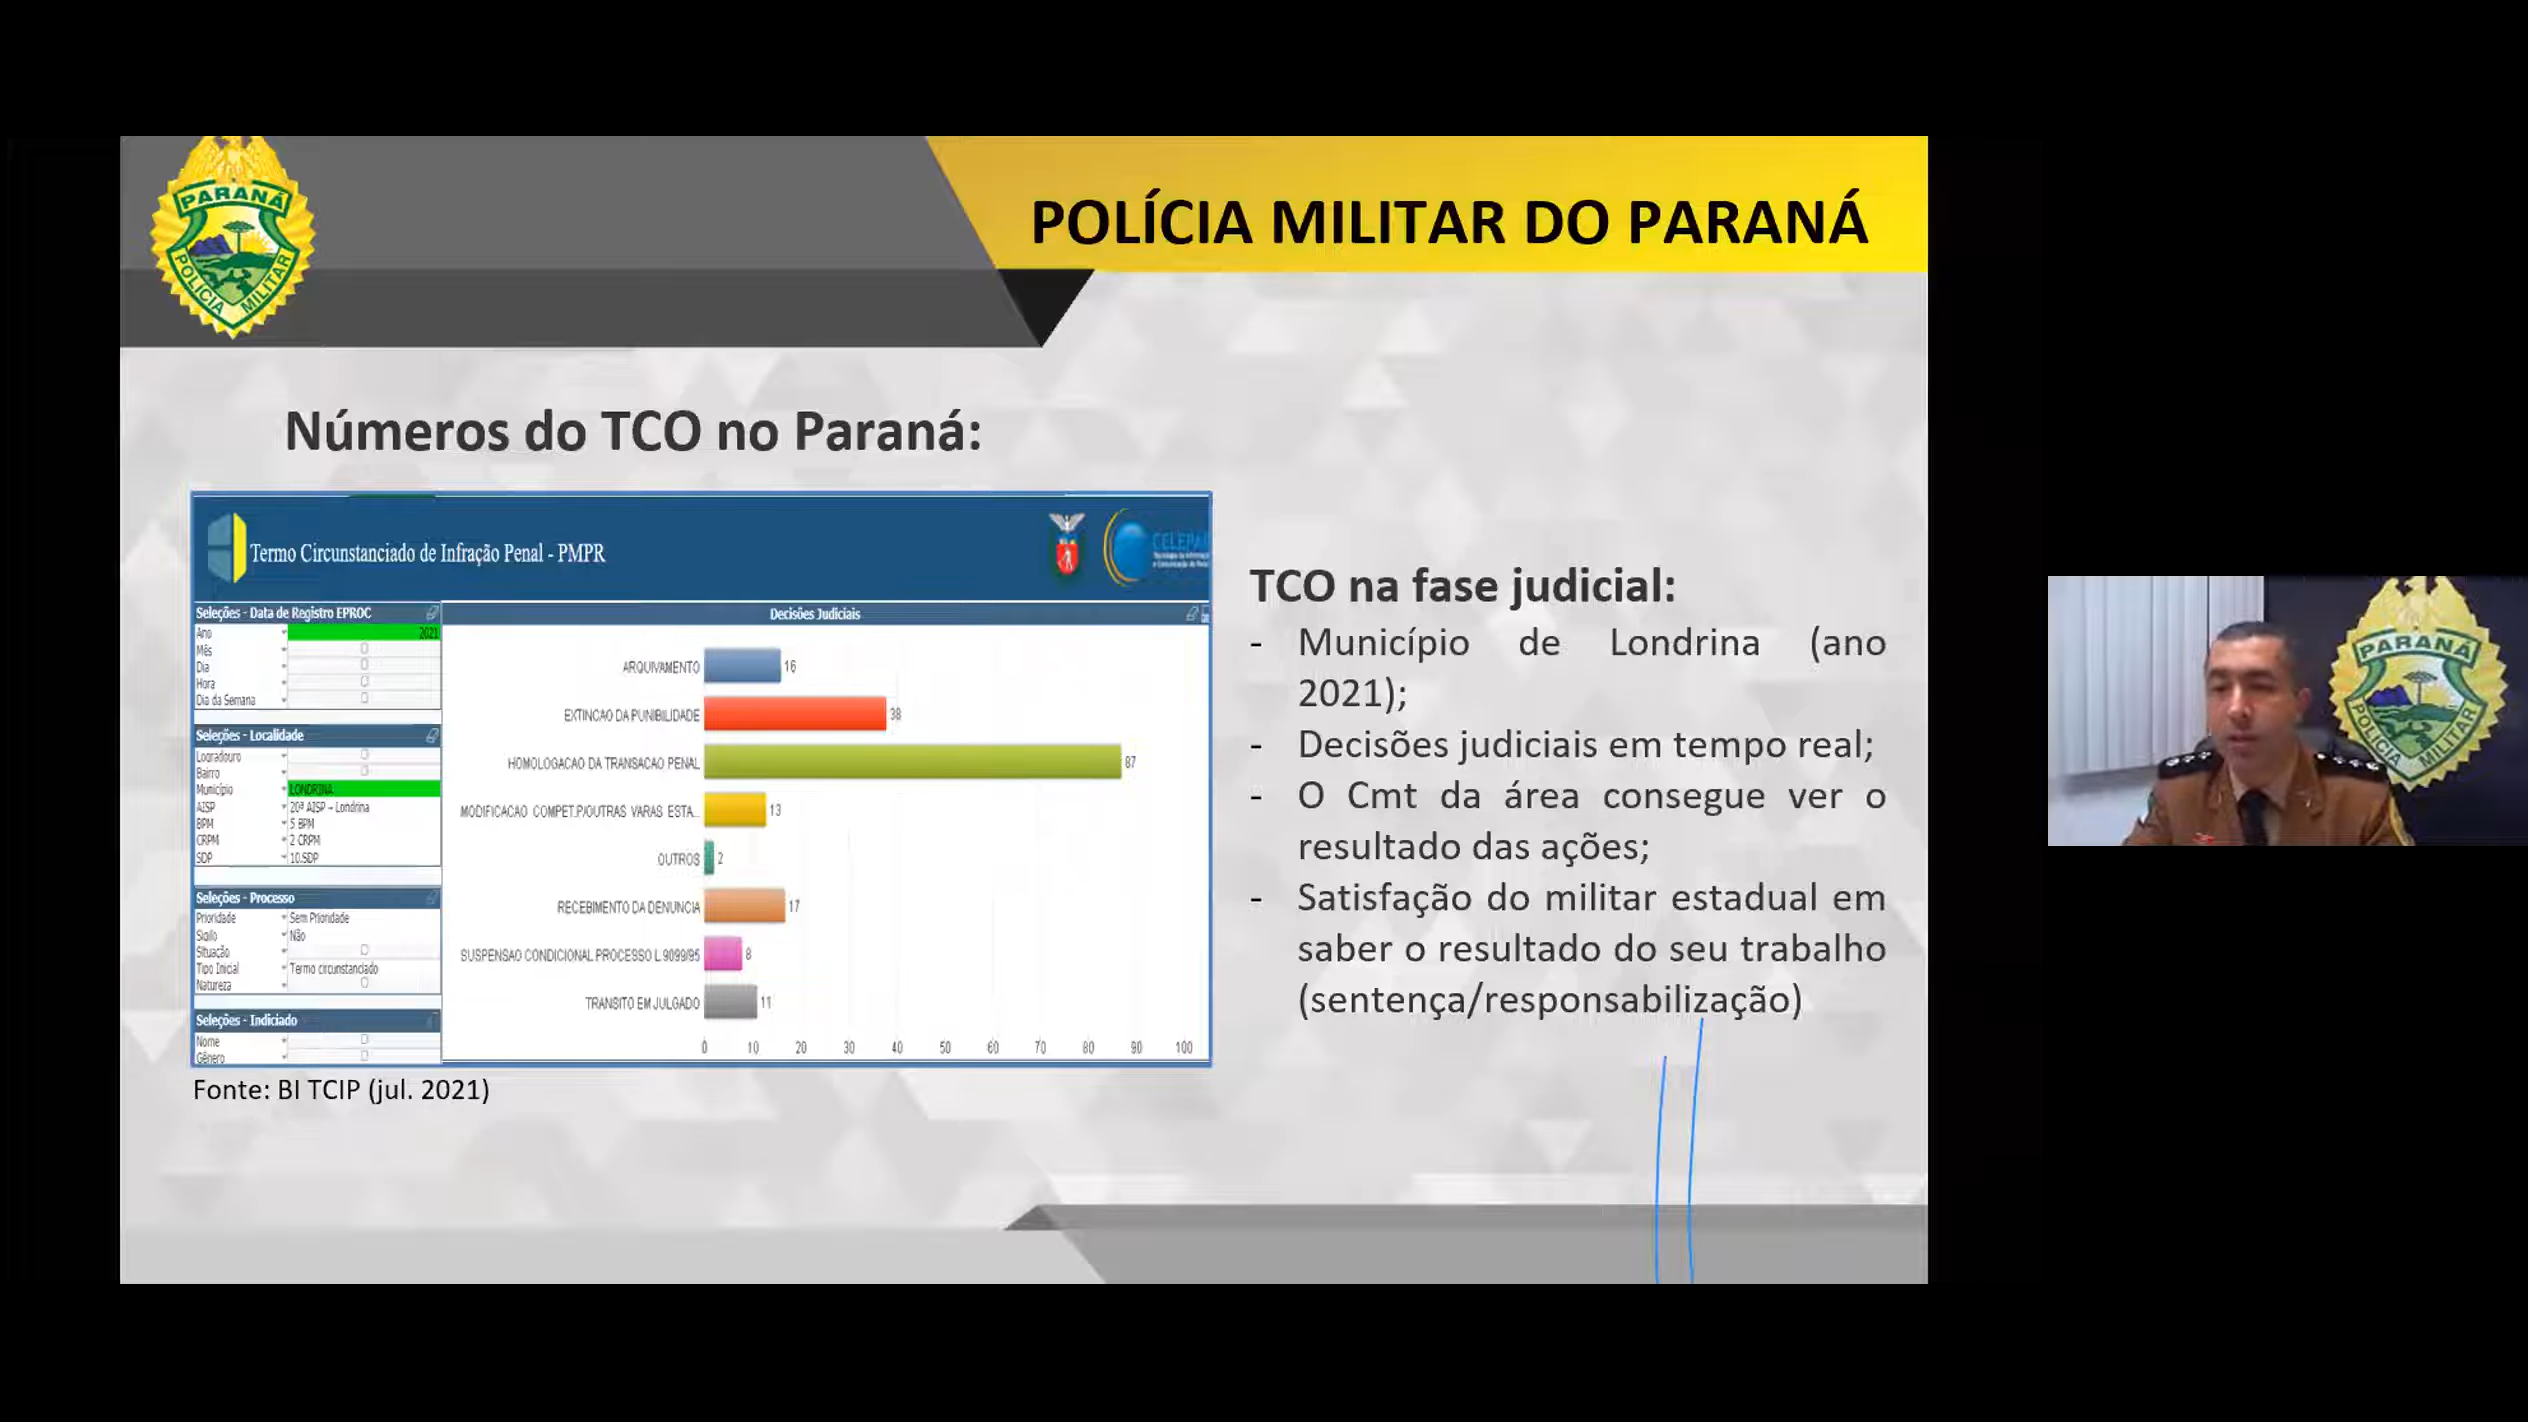 PARANÁ
POLÍCIA MILITAR
POLÍCIA MILITAR DO PARANÁ
Números do TCO no Paraná:
Termo Circunstanciado de Infração Penal - PMPR
Seleções - Data de Registro EPROC
Ano 2021
Mês
Dia
Hora
Dia da Semana
Seleções - Localidade
Logradouro
Bairro
Município LONDRINA
AISP 20ª AISP – Londrina
BPM 5 BPM
CRPM 2 CRPM
SDP 10.SDP
Seleções - Processo
Prioridade Sem Prioridade
Sigilo Não
Situação
Tipo Inicial Termo circunstanciado
Natureza
Seleções - Indiciado
Nome
Gênero
Decisões Judiciais
ARQUIVAMENTO 16
EXTINCAO DA PUNIBILIDADE 38
HOMOLOGACAO DA TRANSACAO PENAL 87
MODIFICACAO COMPET.P/OUTRAS VARAS ESTA... 13
OUTROS 2
RECEBIMENTO DA DENUNCIA 17
SUSPENSAO CONDICIONAL PROCESSO L.9099/95 8
TRANSITO EM JULGADO 11
0 10 20 30 40 50 60 70 80 90 100
Fonte: BI TCIP (jul. 2021)
TCO na fase judicial:
- Município de Londrina (ano
2021);
- Decisões judiciais em tempo real;
- O Cmt da área consegue ver o
resultado das ações;
- Satisfação do militar estadual em
saber o resultado do seu trabalho
(sentença/responsabilização)
PARANÁ
POLÍCIA MILITAR